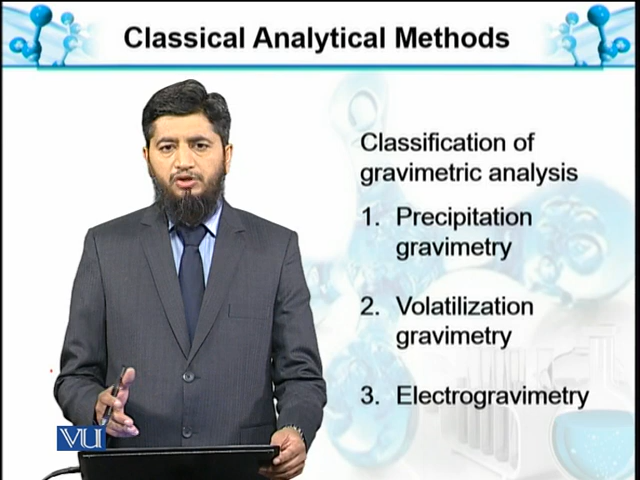 Classical Analytical Methods
Classification of
gravimetric analysis
1. Precipitation
gravimetry
2. Volatilization
gravimetry
3. Electrogravimetry
VU